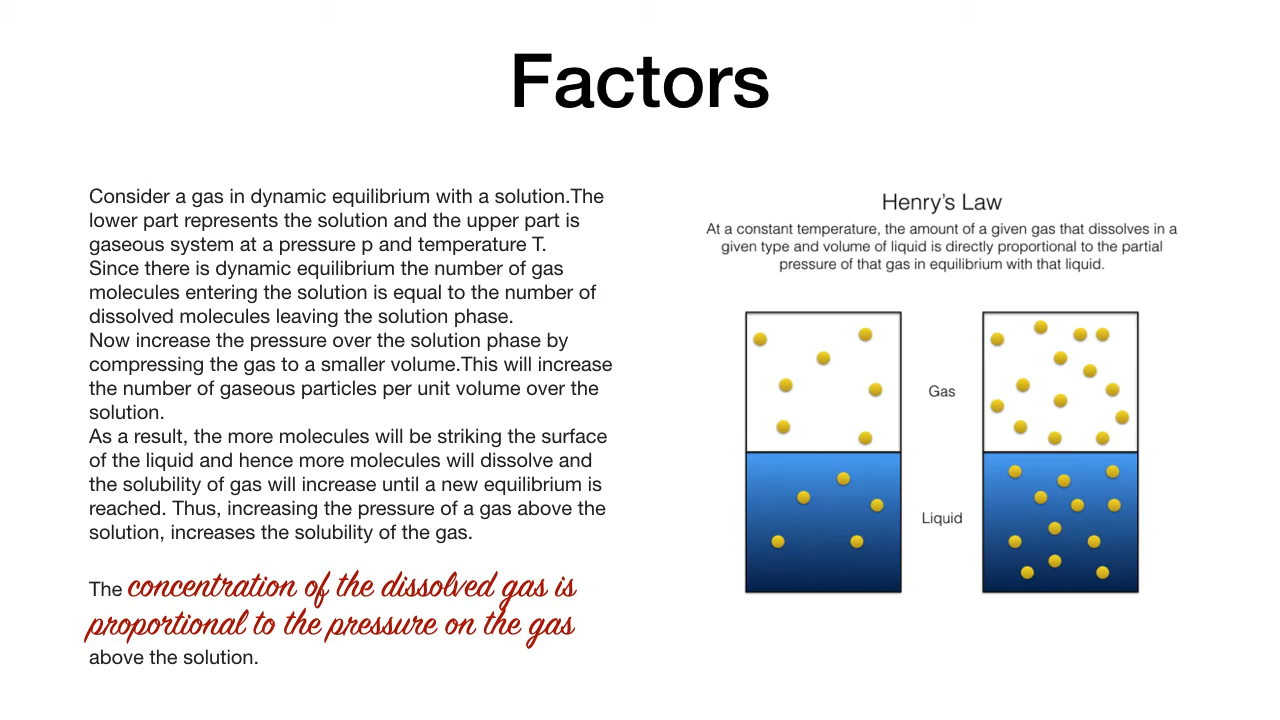 Factors
Consider a gas in dynamic equilibrium with a solution.The
lower part represents the solution and the upper part is
gaseous system at a pressure p and temperature T.
Since there is dynamic equilibrium the number of gas
molecules entering the solution is equal to the number of
dissolved molecules leaving the solution phase.
Now increase the pressure over the solution phase by
compressing the gas to a smaller volume.This will increase
the number of gaseous particles per unit volume over the
solution.
As a result, the more molecules will be striking the surface
of the liquid and hence more molecules will dissolve and
the solubility of gas will increase until a new equilibrium is
reached. Thus, increasing the pressure of a gas above the
solution, increases the solubility of the gas.
The concentration of the dissolved gas is
proportional to the pressure on the gas
above the solution.
Henry’s Law
At a constant temperature, the amount of a given gas that dissolves in a
given type and volume of liquid is directly proportional to the partial
pressure of that gas in equilibrium with that liquid.
Gas
Liquid